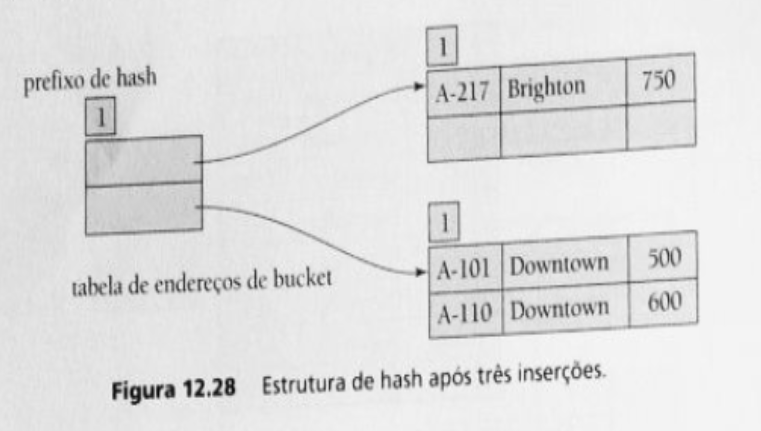 prefixo de hash
1
1
A-217 Brighton 750
1
A-101 Downtown 500
A-110 Downtown 600
tabela de endereços de bucket
Figura 12.28 Estrutura de hash após três inserções.